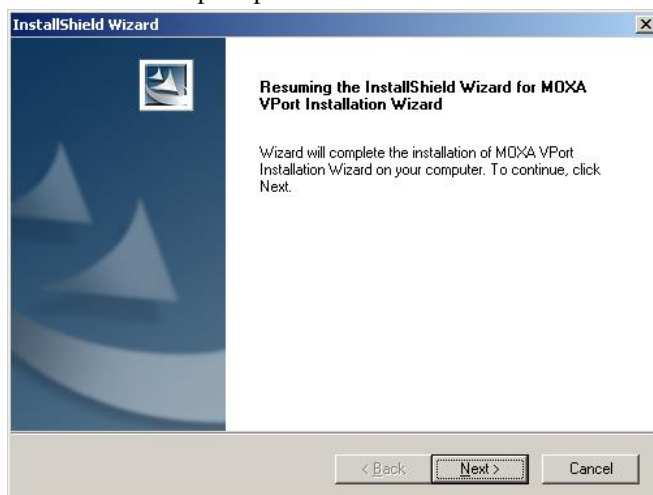 InstallShield Wizard
Resuming the InstallShield Wizard for MOXA
VPort Installation Wizard
Wizard will complete the installation of MOXA VPort
Installation Wizard on your computer. To continue, click
Next.
< Back
Next >
Cancel